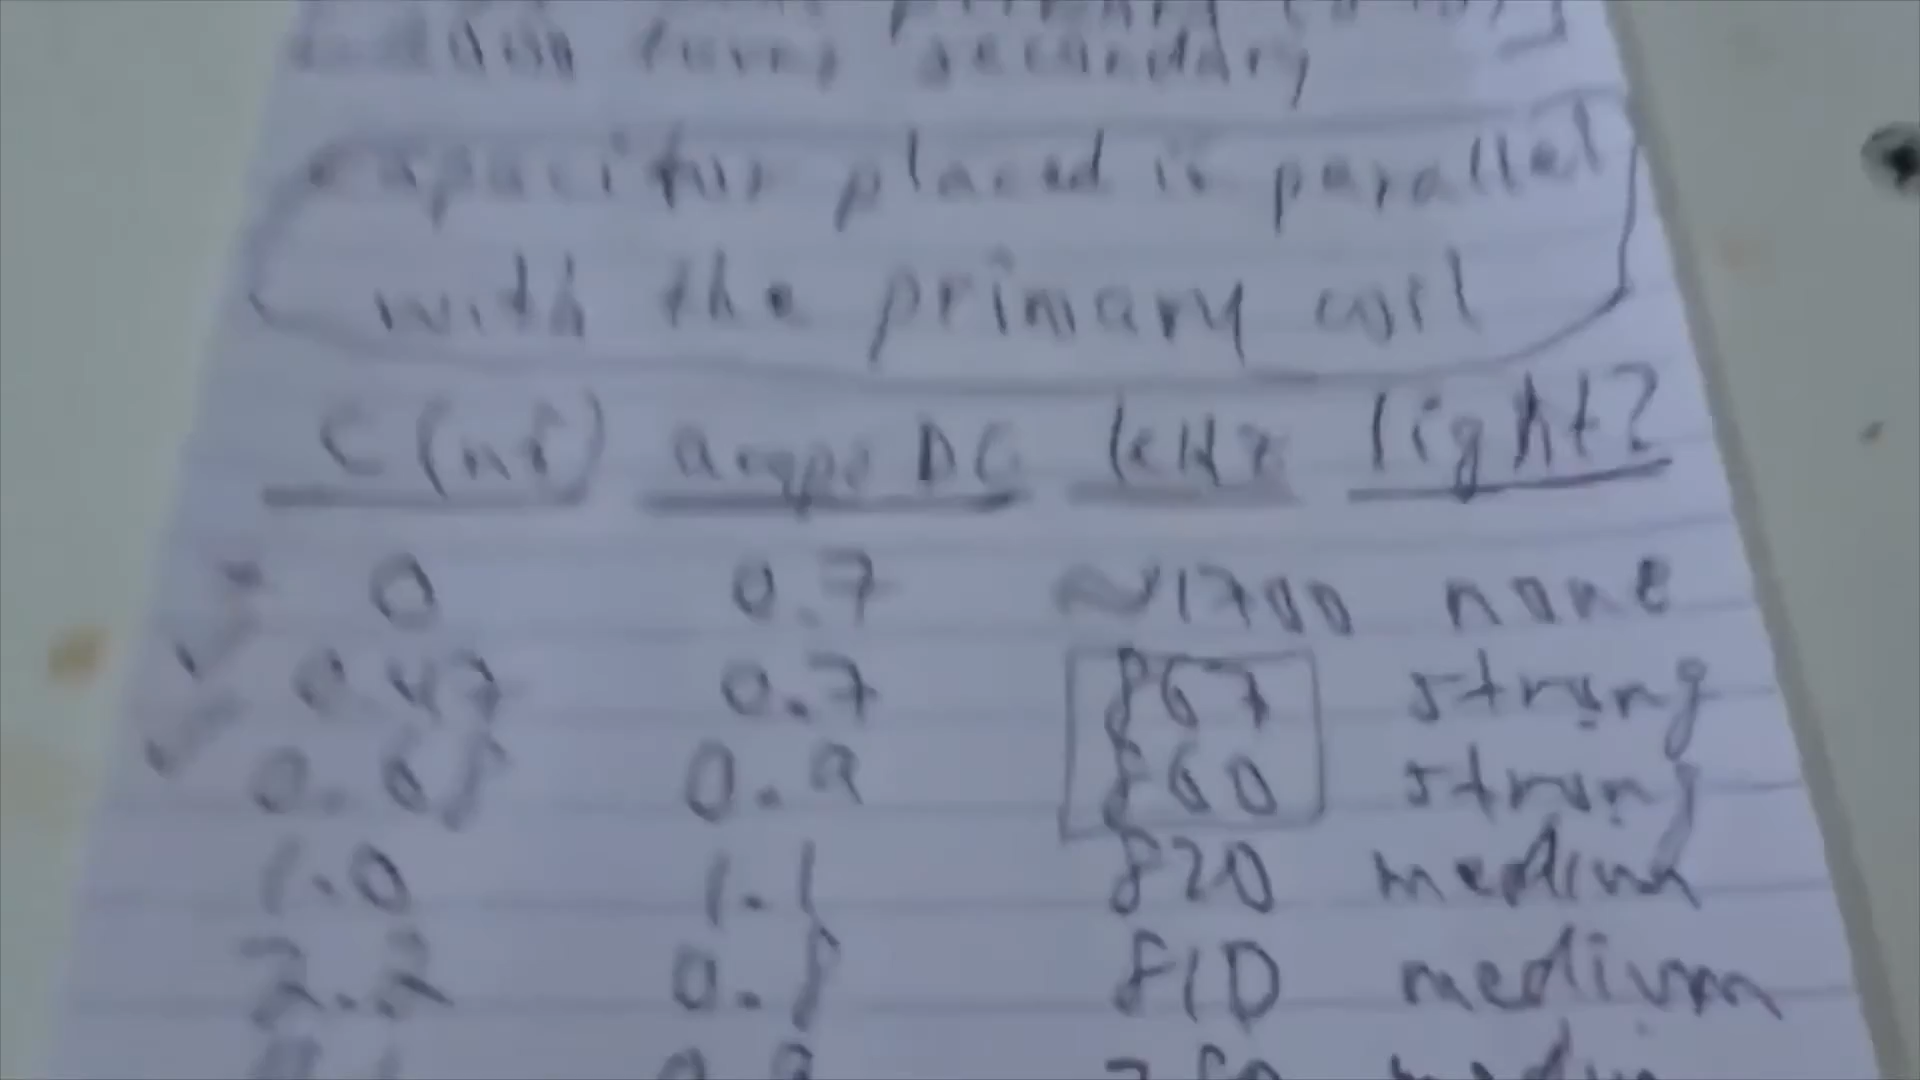 turns secondary
capacitor placed in parallel
with the primary coil
C (nF) amps DC kHz light?
0 0.7 ~1700 none
0.47 0.7 867 strong
0.68 0.9 860 strong
1.0 1.1 820 medium
2.2 0.8 810 medium